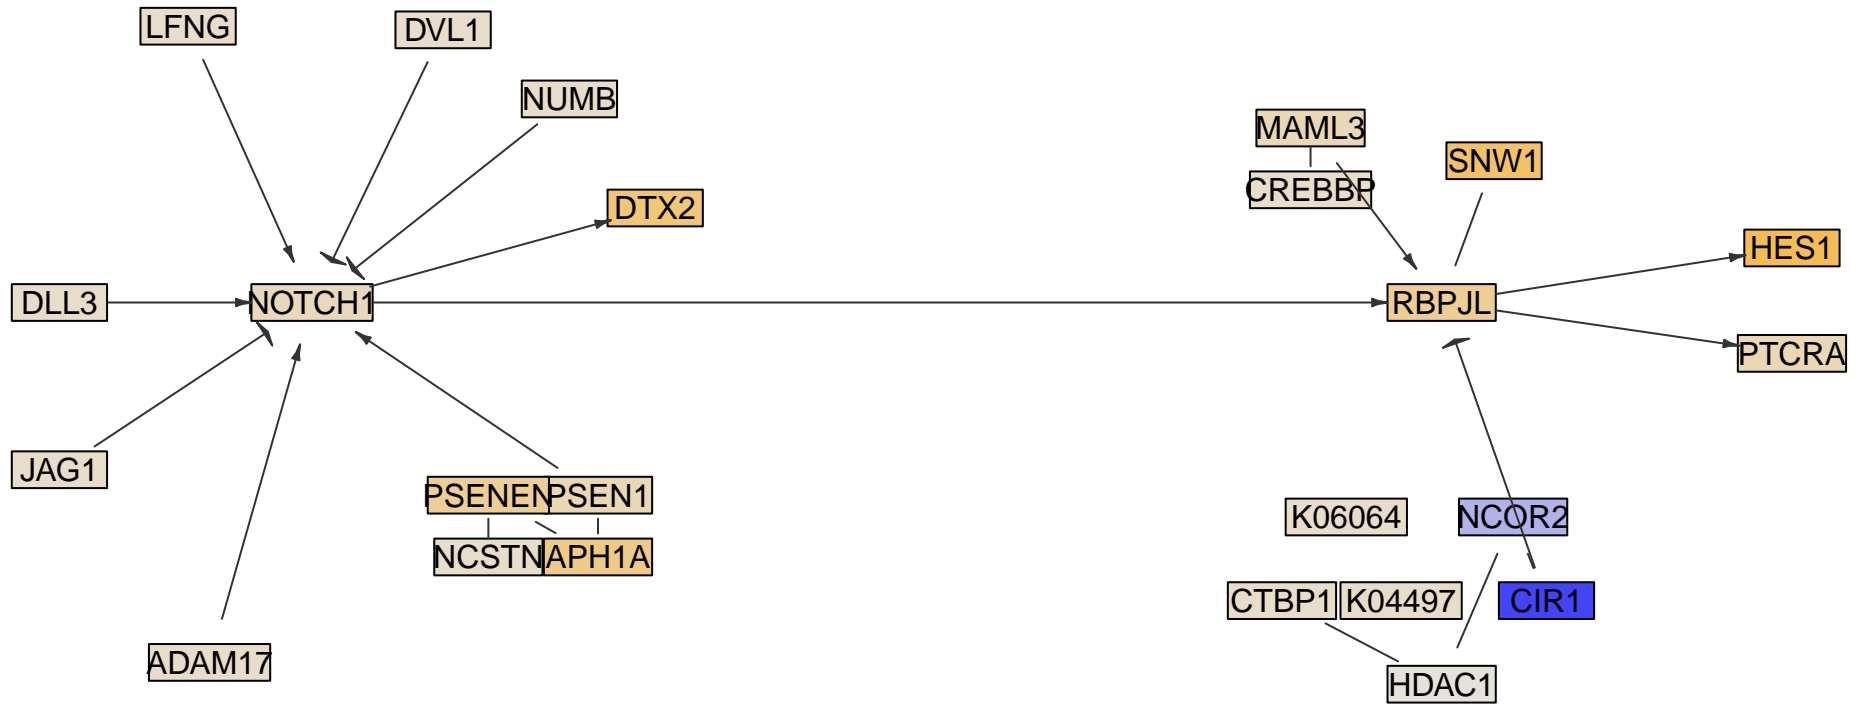 LFNG
DVL1
NUMB
MAML3
SNW1
CREBBP
DTX2
HES1
DLL3
NOTCH1
RBPJL
PTCRA
JAG1
PSENEN
PSEN1
K06064
NCOR2
NCSTN
APH1A
CTBP1
K04497
CIR1
ADAM17
HDAC1